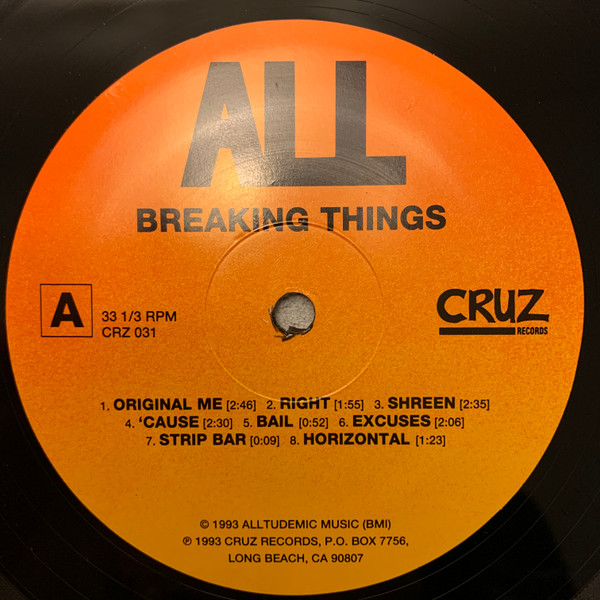 ALL
BREAKING THINGS
A
33 1/3 RPM
CRZ 031
CRUZ
RECORDS
1. ORIGINAL ME [2:46] 2. RIGHT [1:55] 3. SHREEN [2:35]
4. 'CAUSE [2:30] 5. BAIL [0:52] 6. EXCUSES [2:06]
7. STRIP BAR [0:09] 8. HORIZONTAL [1:23]
© 1993 ALLTUDEMIC MUSIC (BMI)
℗ 1993 CRUZ RECORDS, P.O. BOX 7756,
LONG BEACH, CA 90807